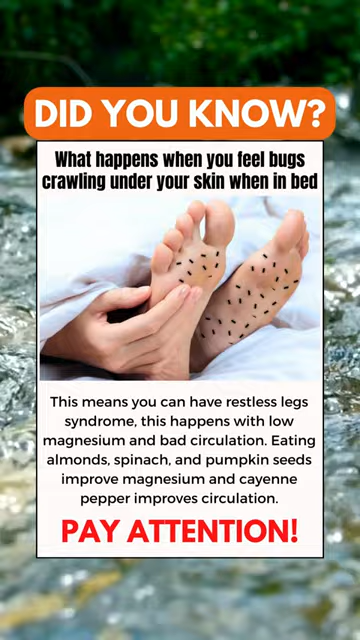 DID YOU KNOW?
What happens when you feel bugs
crawling under your skin when in bed
This means you can have restless legs
syndrome, this happens with low
magnesium and bad circulation. Eating
almonds, spinach, and pumpkin seeds
improve magnesium and cayenne
pepper improves circulation.
PAY ATTENTION!